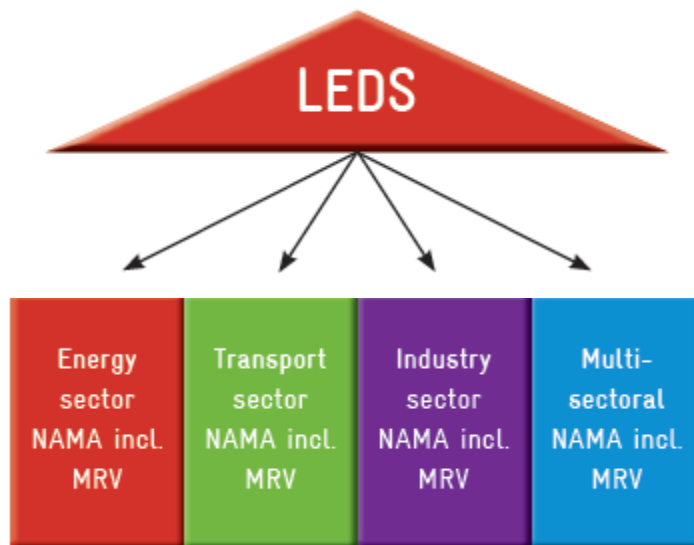 LEDS
Energy
sector
NAMA incl.
MRV
Transport
sector
NAMA incl.
MRV
Industry
sector
NAMA incl.
MRV
Multi-
sectoral
NAMA incl.
MRV